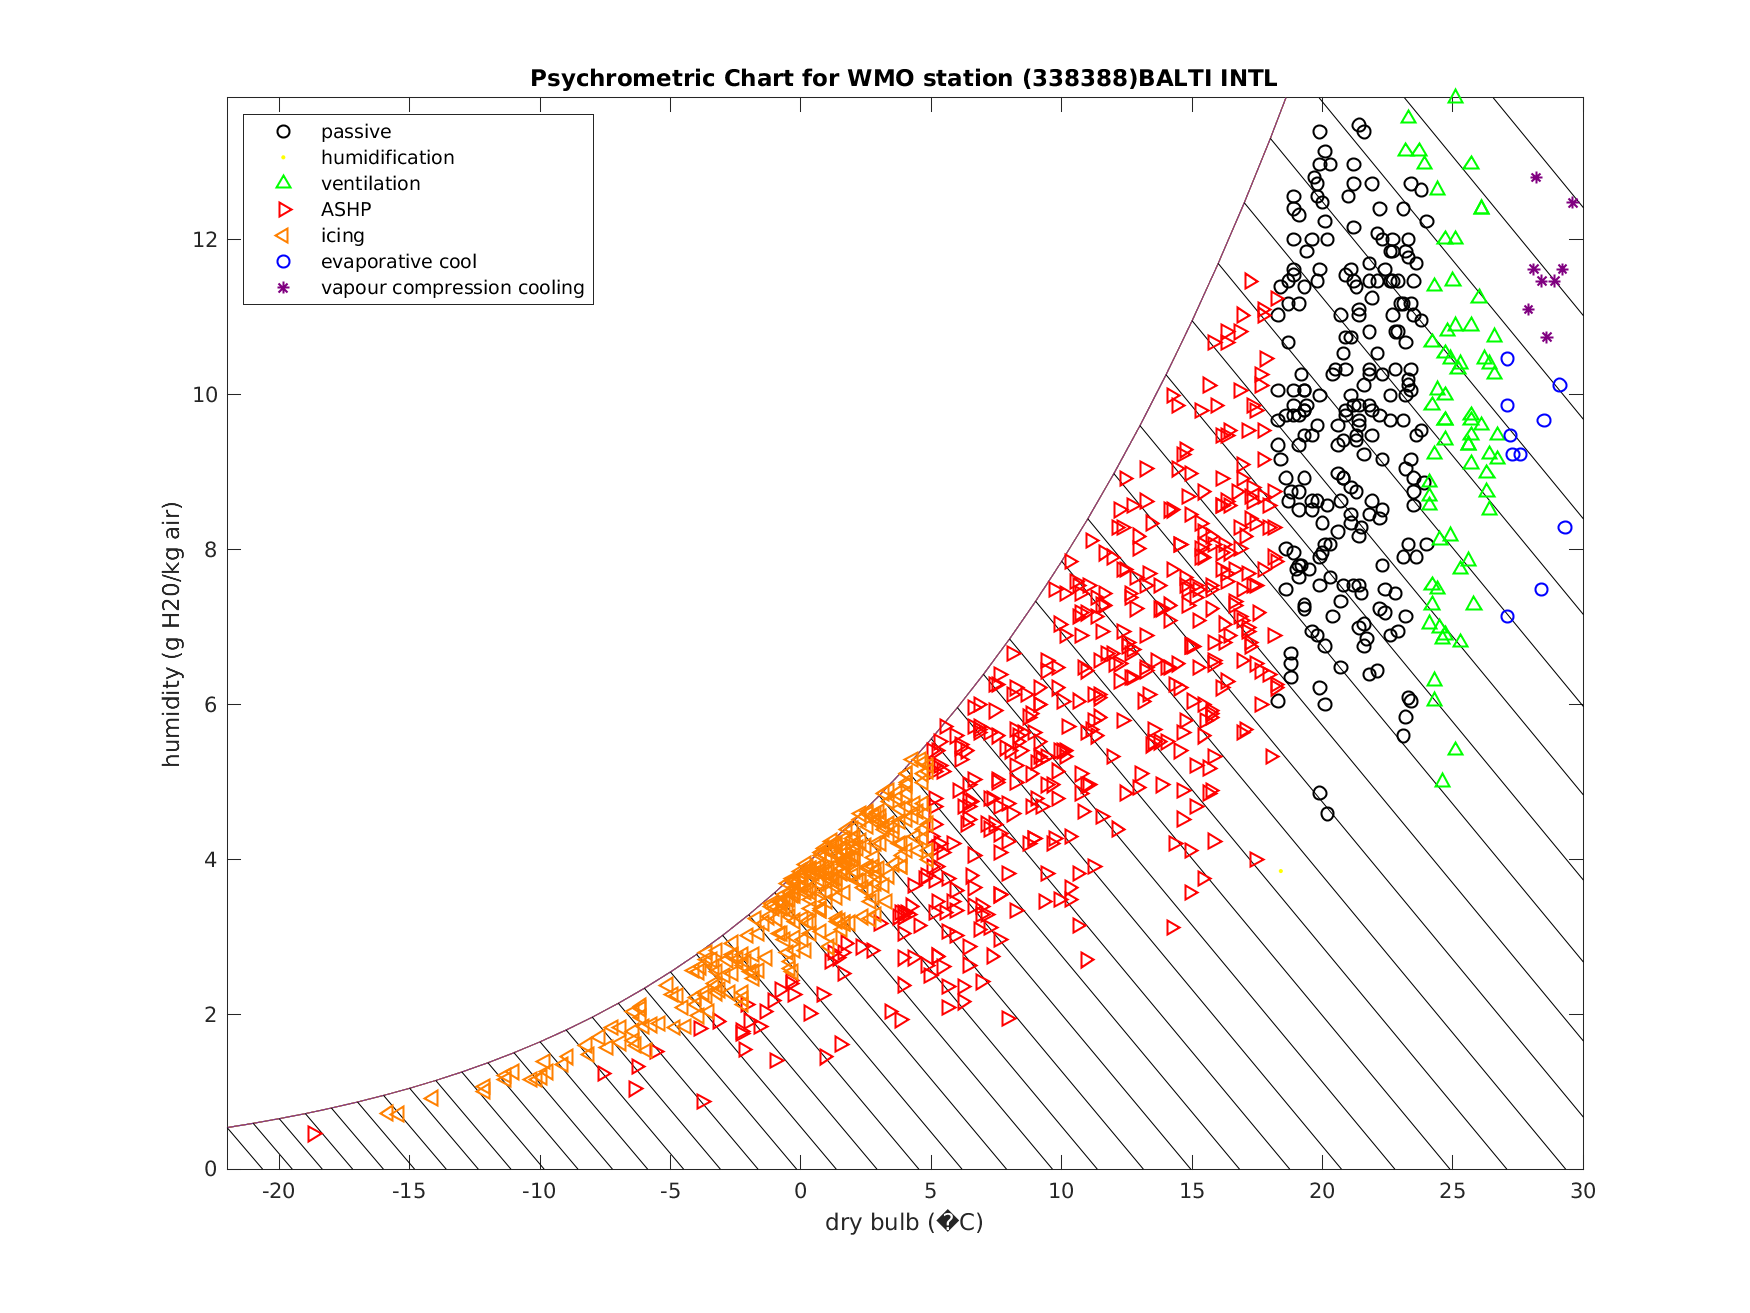 Psychrometric Chart for WMO station (338388)BALTI INTL
passive
humidification
ventilation
ASHP
icing
evaporative cool
vapour compression cooling
humidity (g H20/kg air)
12
10
8
6
4
2
0
-20 -15 -10 -5 0 5 10 15 20 25 30
dry bulb (�C)